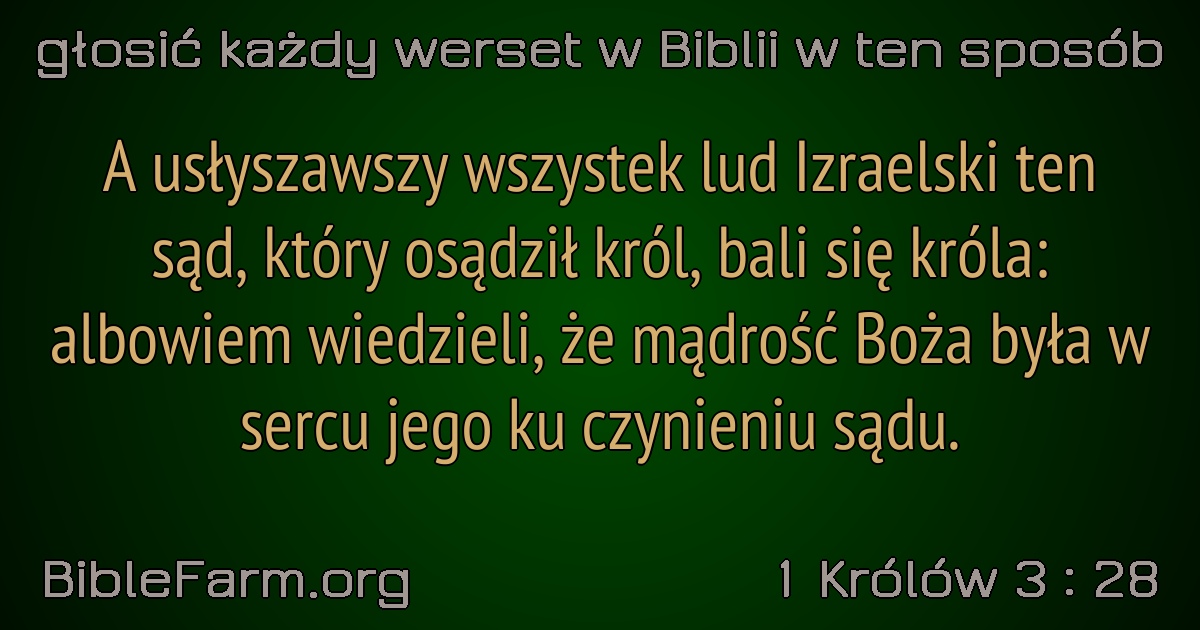 głosić każdy werset w Biblii w ten sposób
A usłyszawszy wszystek lud Izraelski ten
sąd, który osądził król, bali się króla:
albowiem wiedzieli, że mądrość Boża była w
sercu jego ku czynieniu sądu.
BibleFarm.org
1 Królów 3 : 28